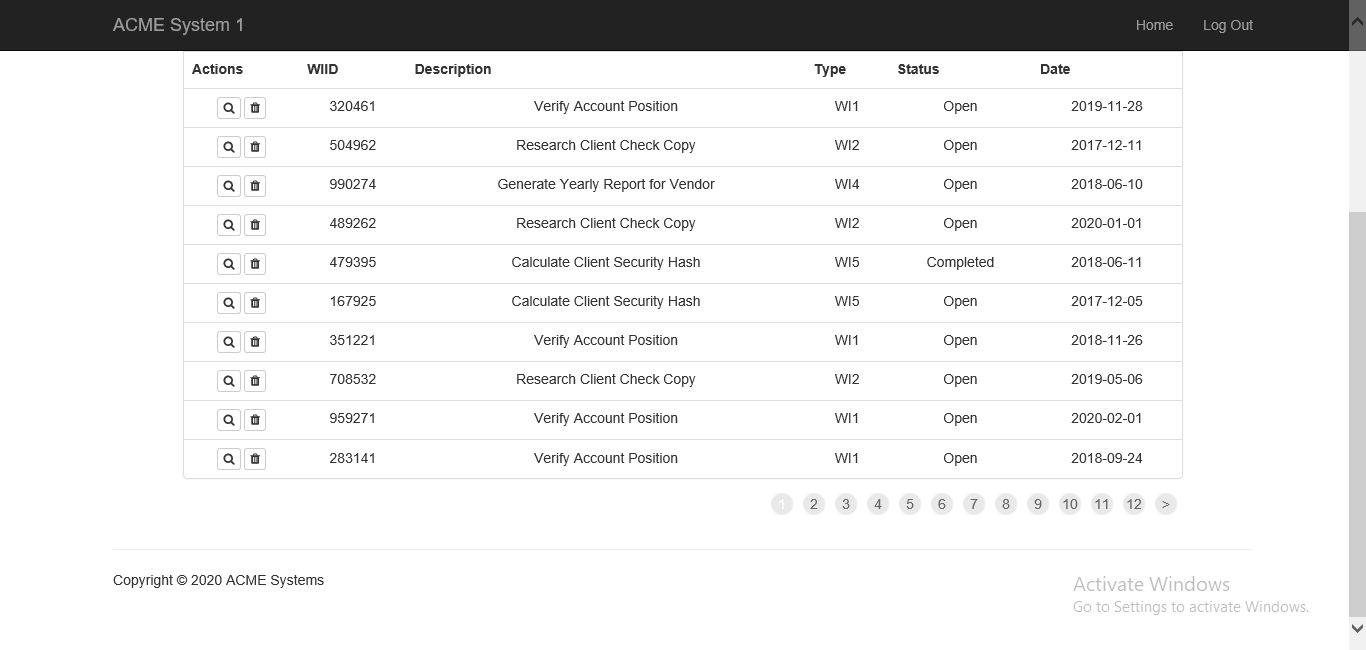 ACME System 1 Home Log Out
Actions WIID Description Type Status Date
320461 Verify Account Position WI1 Open 2019-11-28
504962 Research Client Check Copy WI2 Open 2017-12-11
990274 Generate Yearly Report for Vendor WI4 Open 2018-06-10
489262 Research Client Check Copy WI2 Open 2020-01-01
479395 Calculate Client Security Hash WI5 Completed 2018-06-11
167925 Calculate Client Security Hash WI5 Open 2017-12-05
351221 Verify Account Position WI1 Open 2018-11-26
708532 Research Client Check Copy WI2 Open 2019-05-06
959271 Verify Account Position WI1 Open 2020-02-01
283141 Verify Account Position WI1 Open 2018-09-24
1 2 3 4 5 6 7 8 9 10 11 12 >
Copyright © 2020 ACME Systems
Activate Windows
Go to Settings to activate Windows.